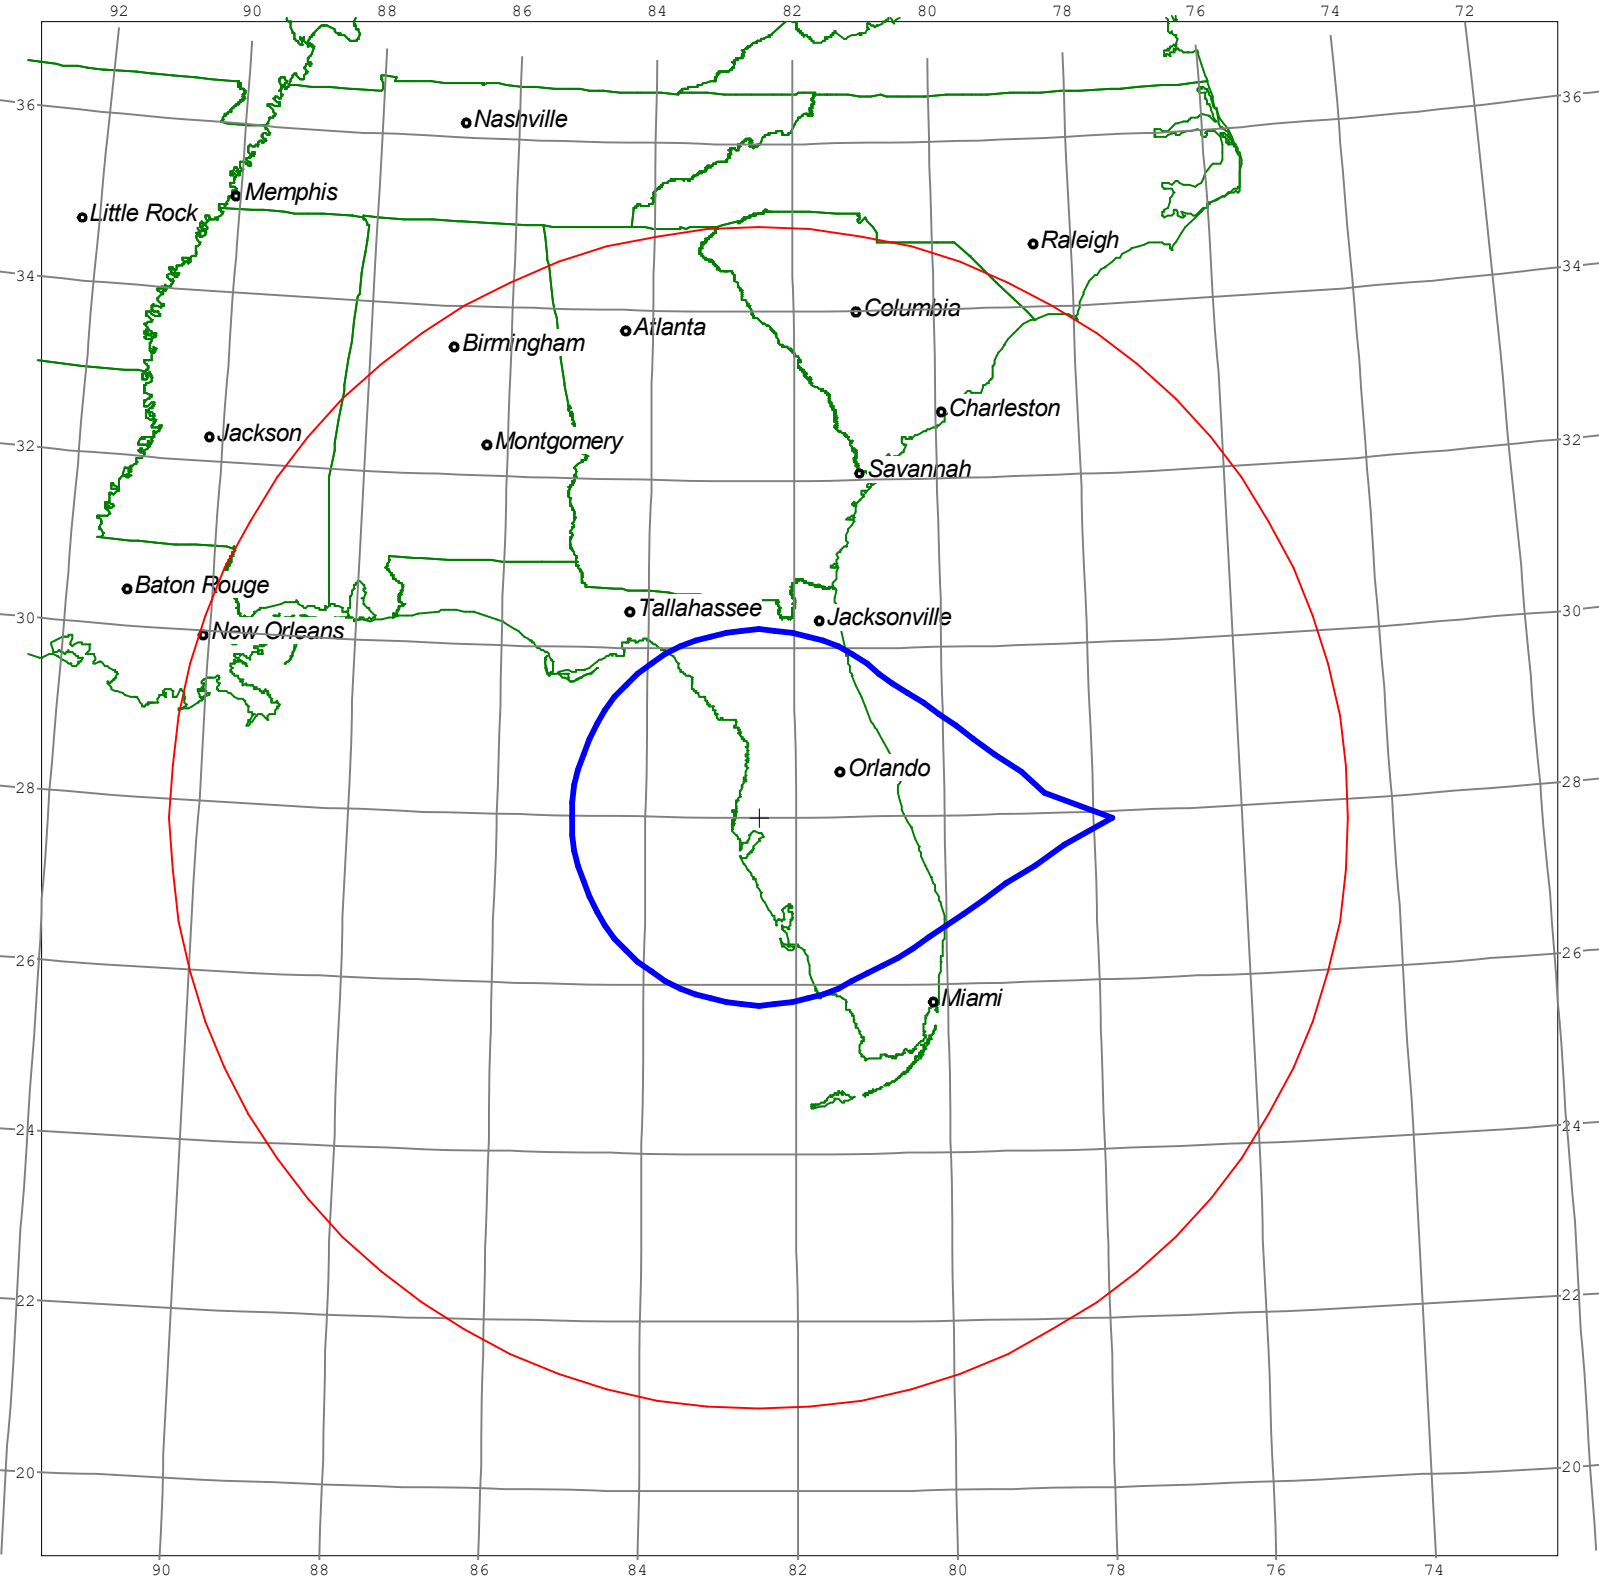 92 90 88 86 84 82 80 78 76 74 72
36 36
Nashville
Memphis
Little Rock
Raleigh
34 34
Columbia
Atlanta
Birmingham
Charleston
Jackson
Montgomery
32 32
Savannah
Baton Rouge
Tallahassee
30 30
Jacksonville
New Orleans
Orlando
28 28
26 26
Miami
24 24
22 22
20 20
90 88 86 84 82 80 78 76 74